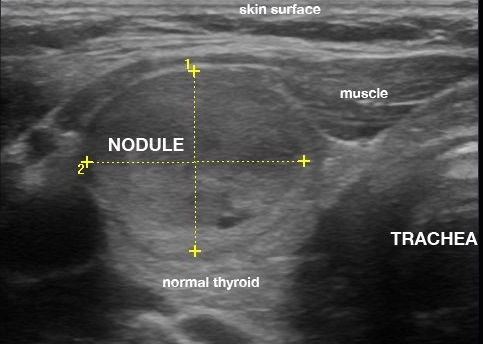 skin surface
1
muscle
NODULE
2
TRACHEA
normal thyroid